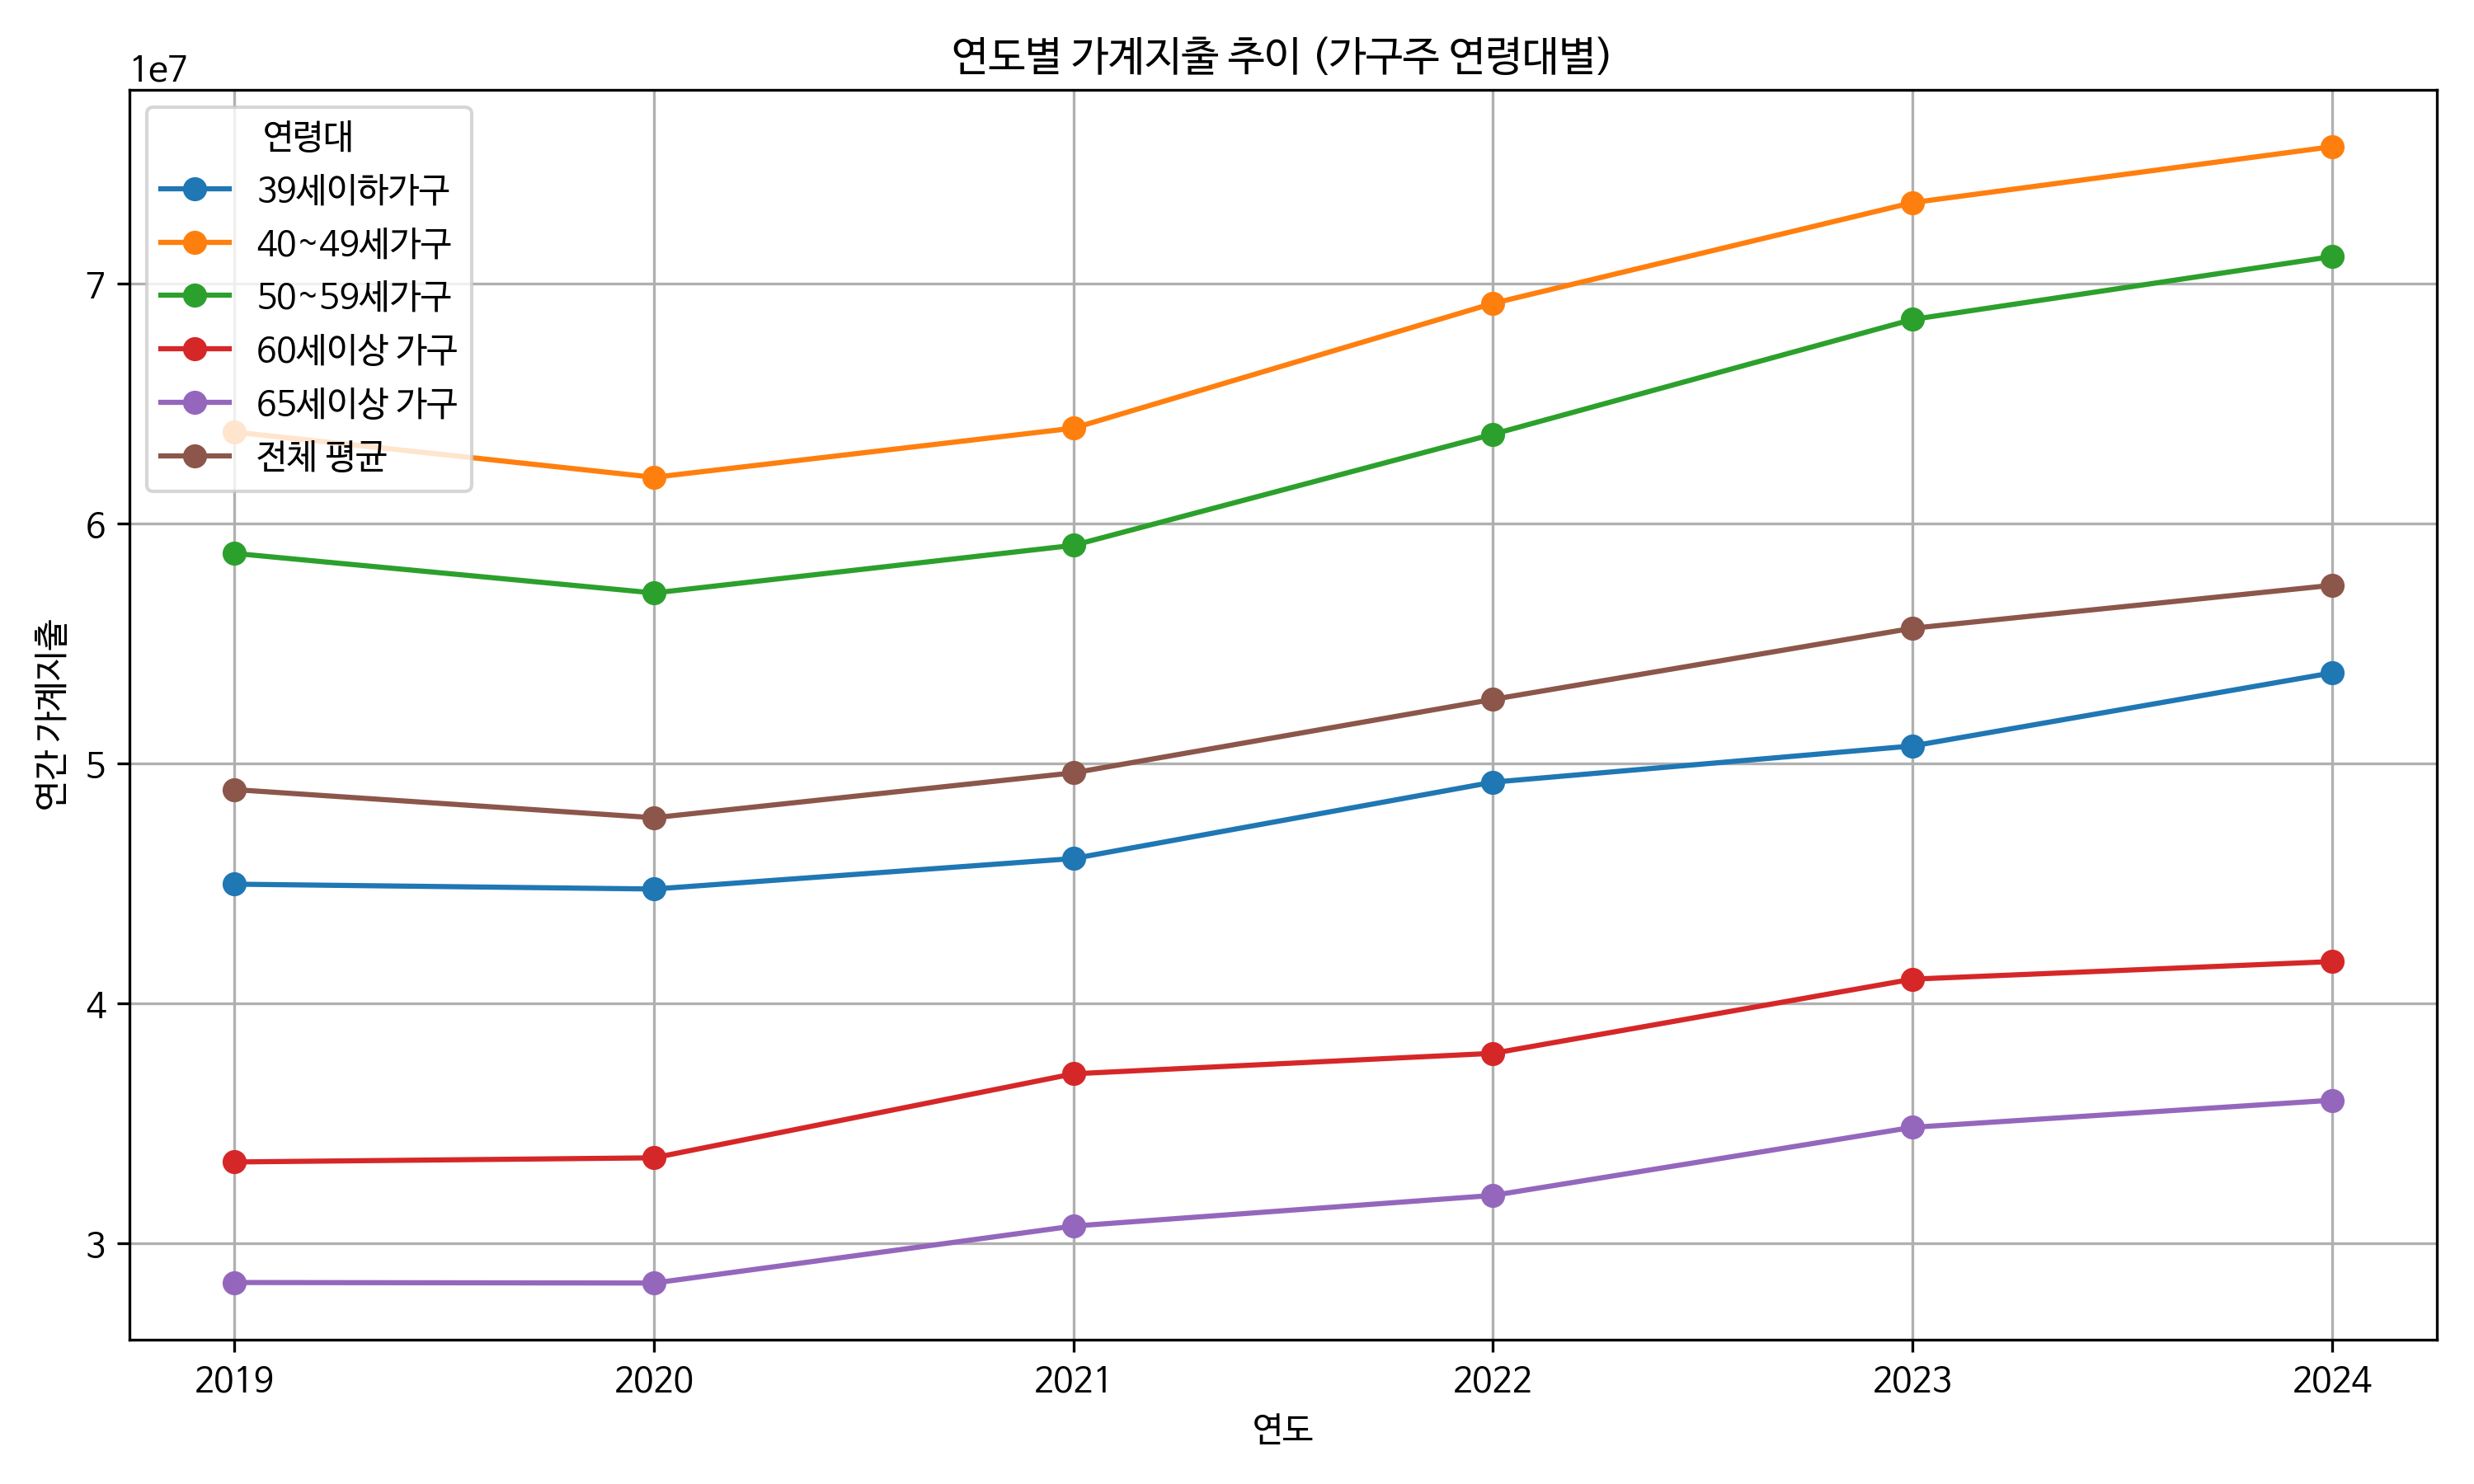 연도별 가계지출 추이 (가구주 연령대별)
1e7
연령대
39세이하가구
40~49세가구
50~59세가구
60세이상 가구
65세이상 가구
전체 평균
7
6
5
4
3
연간 가계지출
2019 2020 2021 2022 2023 2024
연도